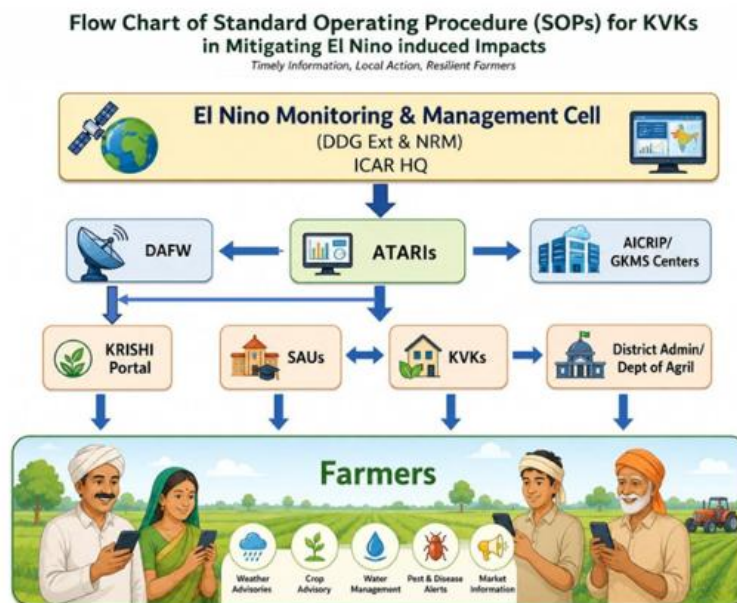 Flow Chart of Standard Operating Procedure (SOPs) for KVKs
in Mitigating El Nino induced Impacts
Timely Information, Local Action, Resilient Farmers
El Nino Monitoring & Management Cell
(DDG Ext & NRM)
ICAR HQ
DAFW
ATARIs
AICRIP/
GKMS Centers
KRISHI
Portal
SAUs
KVKs
District Admin/
Dept of Agril
Farmers
Weather
Advisories
Crop
Advisory
Water
Management
Pest & Disease
Alerts
Market
Information